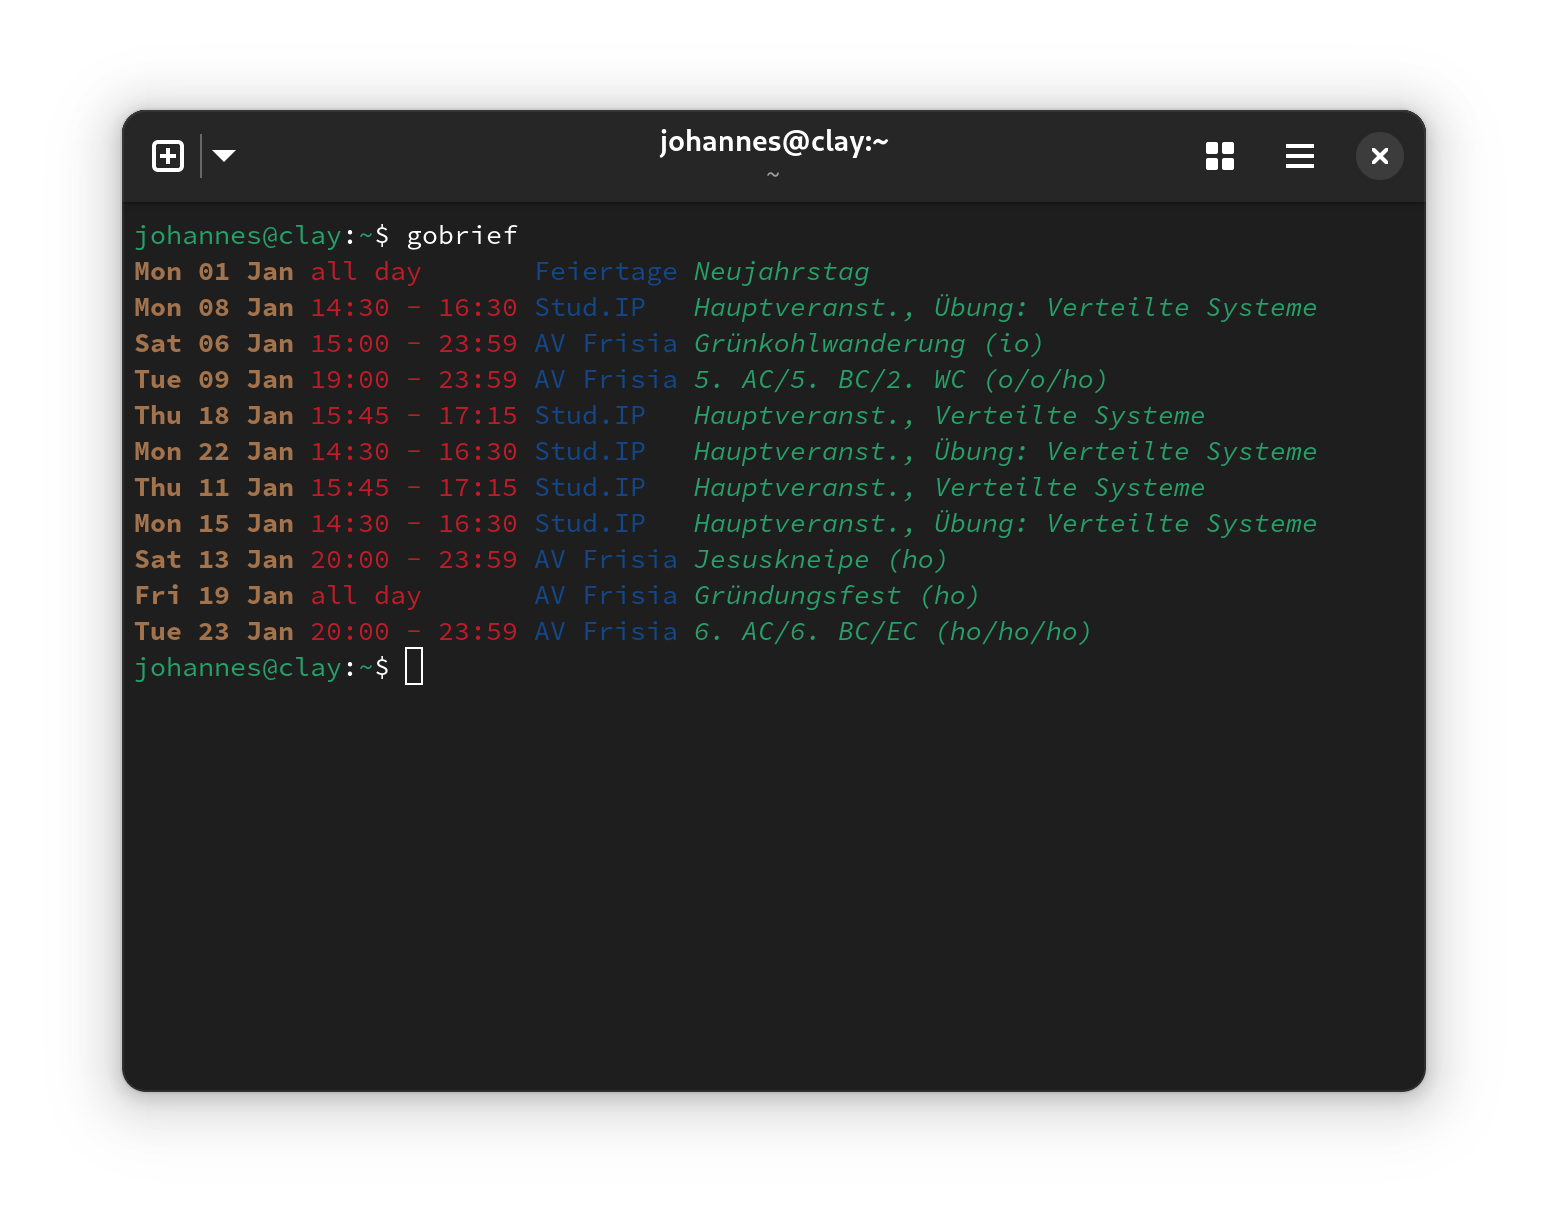 johannes@clay:~
~
johannes@clay:~$ gobrief
Mon 01 Jan all day       Feiertage Neujahrstag
Mon 08 Jan 14:30 - 16:30 Stud.IP   Hauptveranst., Übung: Verteilte Systeme
Sat 06 Jan 15:00 - 23:59 AV Frisia Grünkohlwanderung (io)
Tue 09 Jan 19:00 - 23:59 AV Frisia 5. AC/5. BC/2. WC (o/o/ho)
Thu 18 Jan 15:45 - 17:15 Stud.IP   Hauptveranst., Verteilte Systeme
Mon 22 Jan 14:30 - 16:30 Stud.IP   Hauptveranst., Übung: Verteilte Systeme
Thu 11 Jan 15:45 - 17:15 Stud.IP   Hauptveranst., Verteilte Systeme
Mon 15 Jan 14:30 - 16:30 Stud.IP   Hauptveranst., Übung: Verteilte Systeme
Sat 13 Jan 20:00 - 23:59 AV Frisia Jesuskneipe (ho)
Fri 19 Jan all day       AV Frisia Gründungsfest (ho)
Tue 23 Jan 20:00 - 23:59 AV Frisia 6. AC/6. BC/EC (ho/ho/ho)
johannes@clay:~$